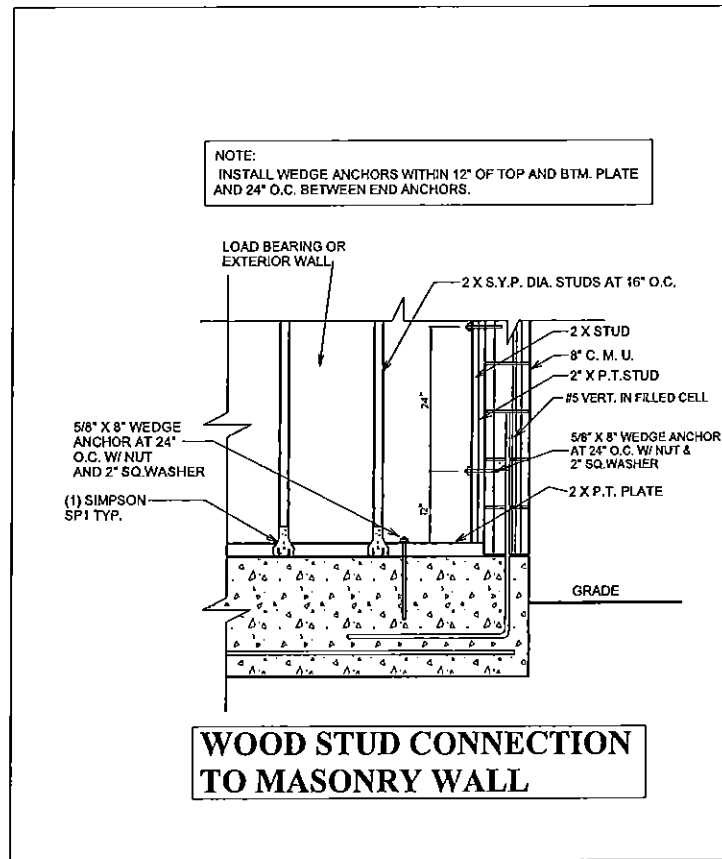 NOTE:
INSTALL WEDGE ANCHORS WITHIN 12" OF TOP AND BTM. PLATE
AND 24" O.C. BETWEEN END ANCHORS.
LOAD BEARING OR
EXTERIOR WALL
2 X S.Y.P. DIA. STUDS AT 16" O.C.
2 X STUD
8" C. M. U.
2" X P.T. STUD
#5 VERT. IN FILLED CELL
24"
5/8" X 8" WEDGE
ANCHOR AT 24"
O.C. W/ NUT
AND 2" SQ.WASHER
5/8" X 8" WEDGE ANCHOR
AT 24" O.C. W/ NUT &
2" SQ.WASHER
2 X P.T. PLATE
(1) SIMPSON
SP1 TYP.
12"
GRADE
WOOD STUD CONNECTION
TO MASONRY WALL